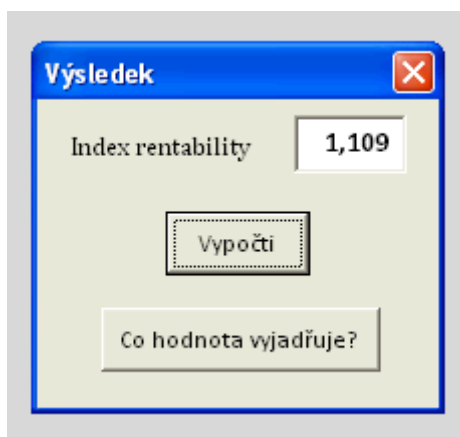 Výsledek
Index rentability 1,109
Vypočti
Co hodnota vyjadřuje?